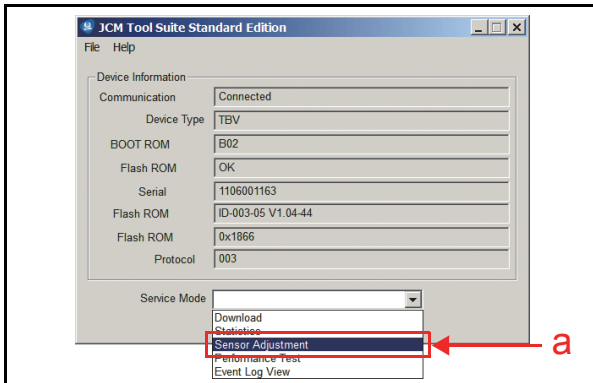 JCM Tool Suite Standard Edition
File Help
Device Information
Communication Connected
Device Type TBV
BOOT ROM B02
Flash ROM OK
Serial 1106001163
Flash ROM ID-003-05 V1.04-44
Flash ROM 0x1866
Protocol 003
Service Mode
Download
Statistics
Sensor Adjustment
a
Performance Test
Event Log View